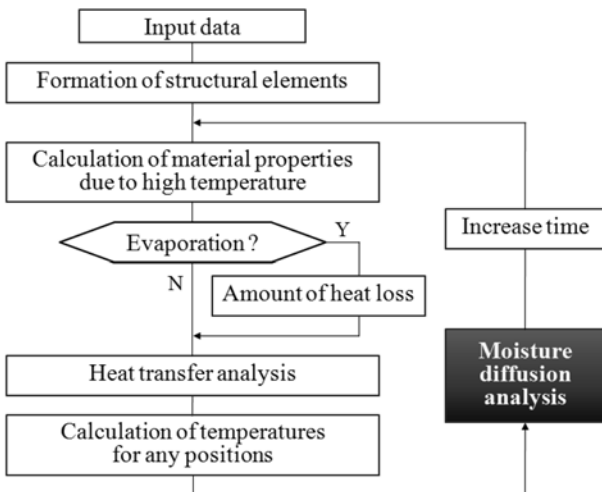 Input data
Formation of structural elements
Calculation of material properties
due to high temperature
Evaporation ?
Y
N
Amount of heat loss
Heat transfer analysis
Calculation of temperatures
for any positions
Increase time
Moisture
diffusion
analysis